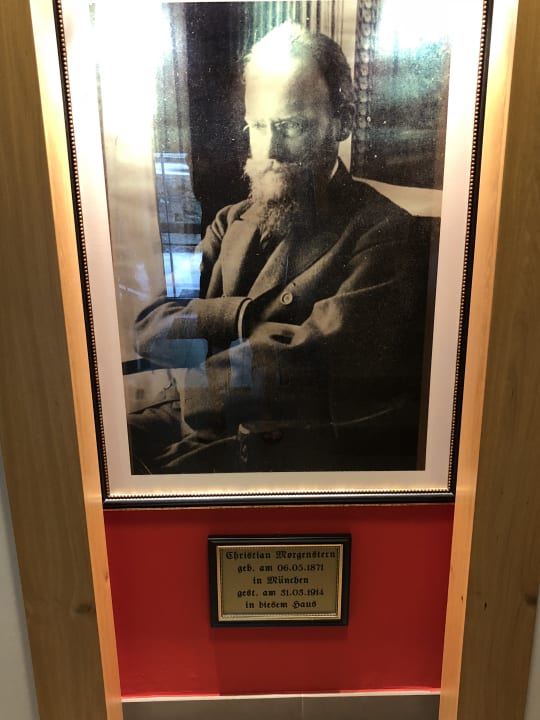 Christian Morgenstern
geb. am 06.05.1871
in München
gest. am 31.03.1914
in diesem Haus